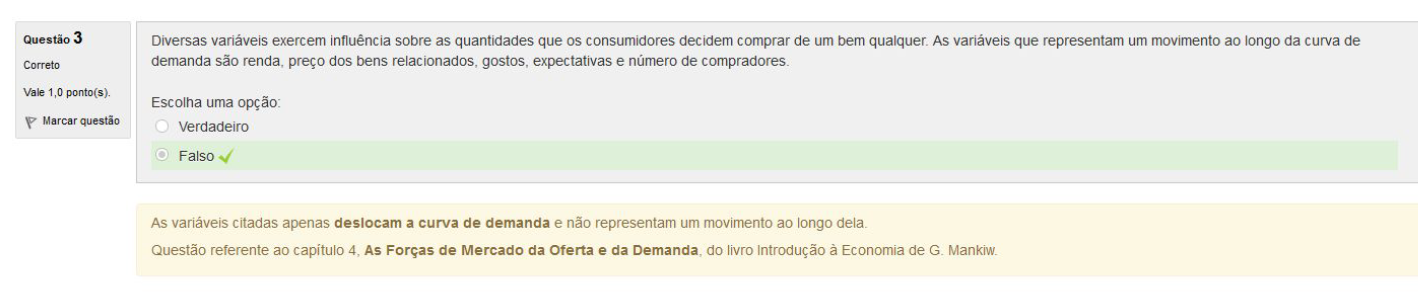 Questão 3
Correto
Vale 1,0 ponto(s).
Marcar questão
Diversas variáveis exercem influência sobre as quantidades que os consumidores decidem comprar de um bem qualquer. As variáveis que representam um movimento ao longo da curva de
demanda são renda, preço dos bens relacionados, gostos, expectativas e número de compradores.
Escolha uma opção:
Verdadeiro
Falso
As variáveis citadas apenas deslocam a curva de demanda e não representam um movimento ao longo dela.
Questão referente ao capítulo 4, As Forças de Mercado da Oferta e da Demanda, do livro Introdução à Economia de G. Mankiw.